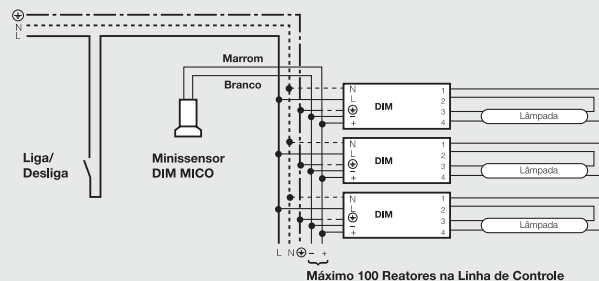 ⏚
N
L
Marrom
Branco
Liga/
Desliga
Minissensor
DIM MICO
N
L
⏚
−
+
DIM
1
2
3
4
Lâmpada
N
L
⏚
−
+
DIM
1
2
3
4
Lâmpada
N
L
⏚
−
+
DIM
1
2
3
4
Lâmpada
L N ⏚ − +
Máximo 100 Reatores na Linha de Controle